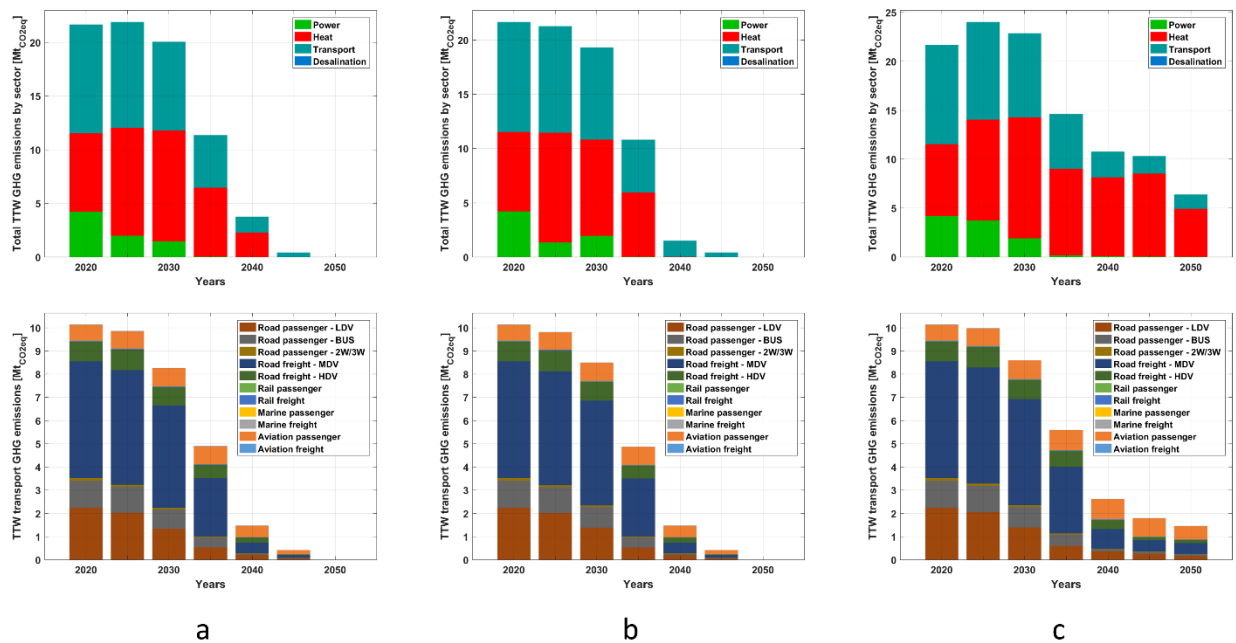 Total TTW GHG emissions by sector [Mt_CO2eq]
20
15
10
5
0
2020
2030
2040
2050
Years
Power
Heat
Transport
Desalination
Total TTW GHG emissions by sector [Mt_CO2eq]
20
15
10
5
0
2020
2030
2040
2050
Years
Power
Heat
Transport
Desalination
Total TTW GHG emissions by sector [Mt_CO2eq]
25
20
15
10
5
0
2020
2030
2040
2050
Years
Power
Heat
Transport
Desalination
TTW transport GHG emissions [Mt_CO2eq]
10
9
8
7
6
5
4
3
2
1
0
2020
2030
2040
2050
Years
Road passenger - LDV
Road passenger - BUS
Road passenger - 2W/3W
Road freight - MDV
Road freight - HDV
Rail passenger
Rail freight
Marine passenger
Marine freight
Aviation passenger
Aviation freight
TTW transport GHG emissions [Mt_CO2eq]
10
9
8
7
6
5
4
3
2
1
0
2020
2030
2040
2050
Years
Road passenger - LDV
Road passenger - BUS
Road passenger - 2W/3W
Road freight - MDV
Road freight - HDV
Rail passenger
Rail freight
Marine passenger
Marine freight
Aviation passenger
Aviation freight
TTW transport GHG emissions [Mt_CO2eq]
10
9
8
7
6
5
4
3
2
1
0
2020
2030
2040
2050
Years
Road passenger - LDV
Road passenger - BUS
Road passenger - 2W/3W
Road freight - MDV
Road freight - HDV
Rail passenger
Rail freight
Marine passenger
Marine freight
Aviation passenger
Aviation freight
a
b
c